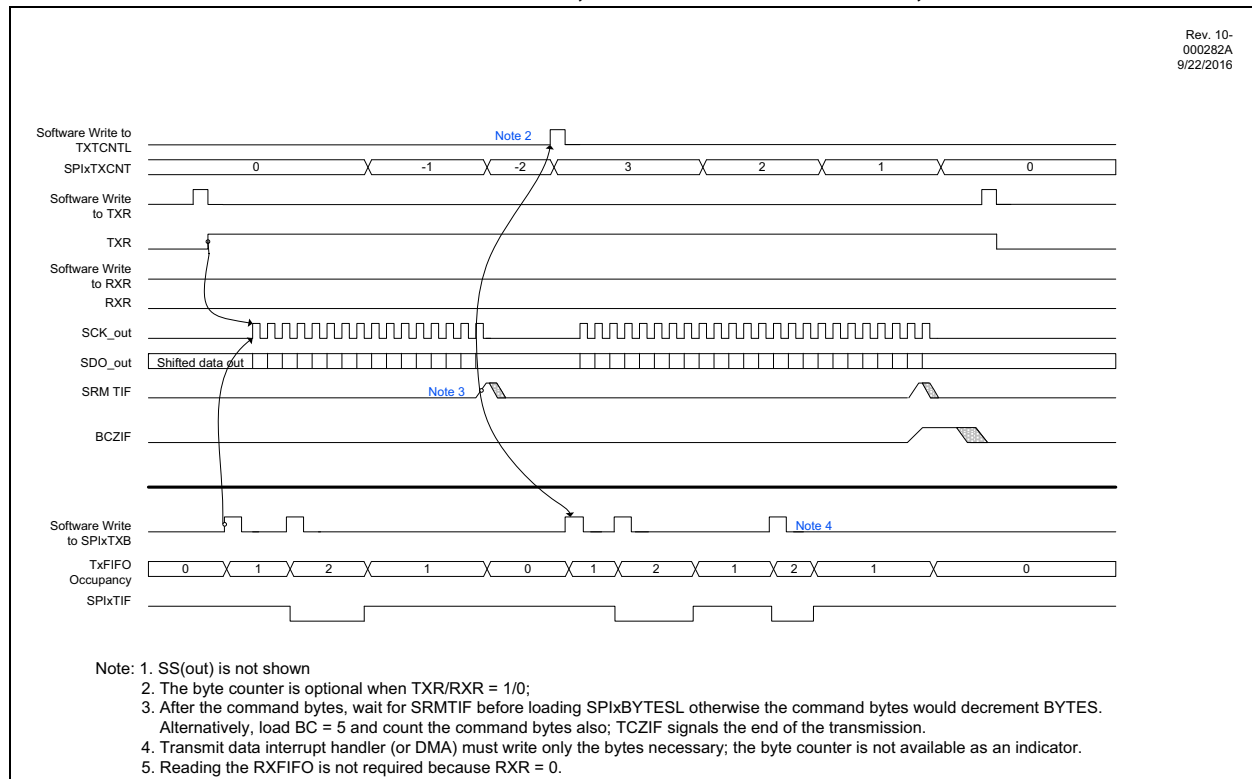 Rev. 10-
000282A
9/22/2016
Software Write to
TXTCNTL
Note 2
SPIxTXCNT
0 -1 -2 3 2 1 0
Software Write
to TXR
TXR
Software Write
to RXR
RXR
SCK_out
SDO_out
Shifted data out
SRM TIF
Note 3
BCZIF
Software Write
to SPIxTXB
Note 4
TxFIFO
Occupancy
0 1 2 1 0 1 2 1 2 1 0
SPIxTIF
Note: 1. SS(out) is not shown
2. The byte counter is optional when TXR/RXR = 1/0;
3. After the command bytes, wait for SRMTIF before loading SPIxBYTESL otherwise the command bytes would decrement BYTES.
Alternatively, load BC = 5 and count the command bytes also; TCZIF signals the end of the transmission.
4. Transmit data interrupt handler (or DMA) must write only the bytes necessary; the byte counter is not available as an indicator.
5. Reading the RXFIFO is not required because RXR = 0.